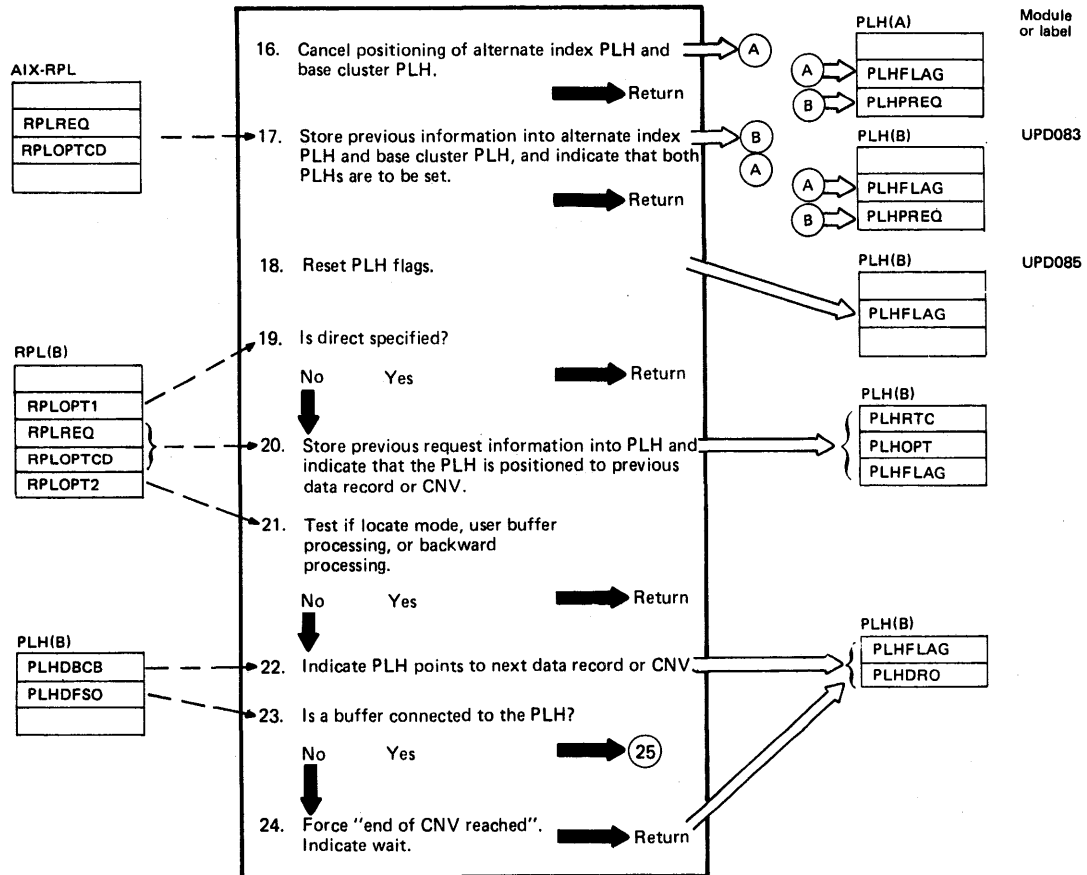 Module
or label
AIX-RPL
RPLREQ
RPLOPTCD
16. Cancel positioning of alternate index PLH and
base cluster PLH.
Return
A
PLH(A)
A PLHFLAG
B PLHPREQ
17. Store previous information into alternate index
PLH and base cluster PLH, and indicate that both
PLHs are to be set.
Return
B
A
PLH(B)
UPD083
A PLHFLAG
B PLHPREQ
18. Reset PLH flags.
PLH(B)
UPD085
PLHFLAG
RPL(B)
RPLOPT1
RPLREQ
RPLOPTCD
RPLOPT2
19. Is direct specified?
No Yes Return
20. Store previous request information into PLH and
indicate that the PLH is positioned to previous
data record or CNV.
PLH(B)
PLHRTC
PLHOPT
PLHFLAG
21. Test if locate mode, user buffer
processing, or backward
processing.
No Yes Return
PLH(B)
PLHDBCB
PLHDFSO
22. Indicate PLH points to next data record or CNV
PLH(B)
PLHFLAG
PLHDRO
23. Is a buffer connected to the PLH?
No Yes 25
24. Force "end of CNV reached".
Indicate wait.
Return